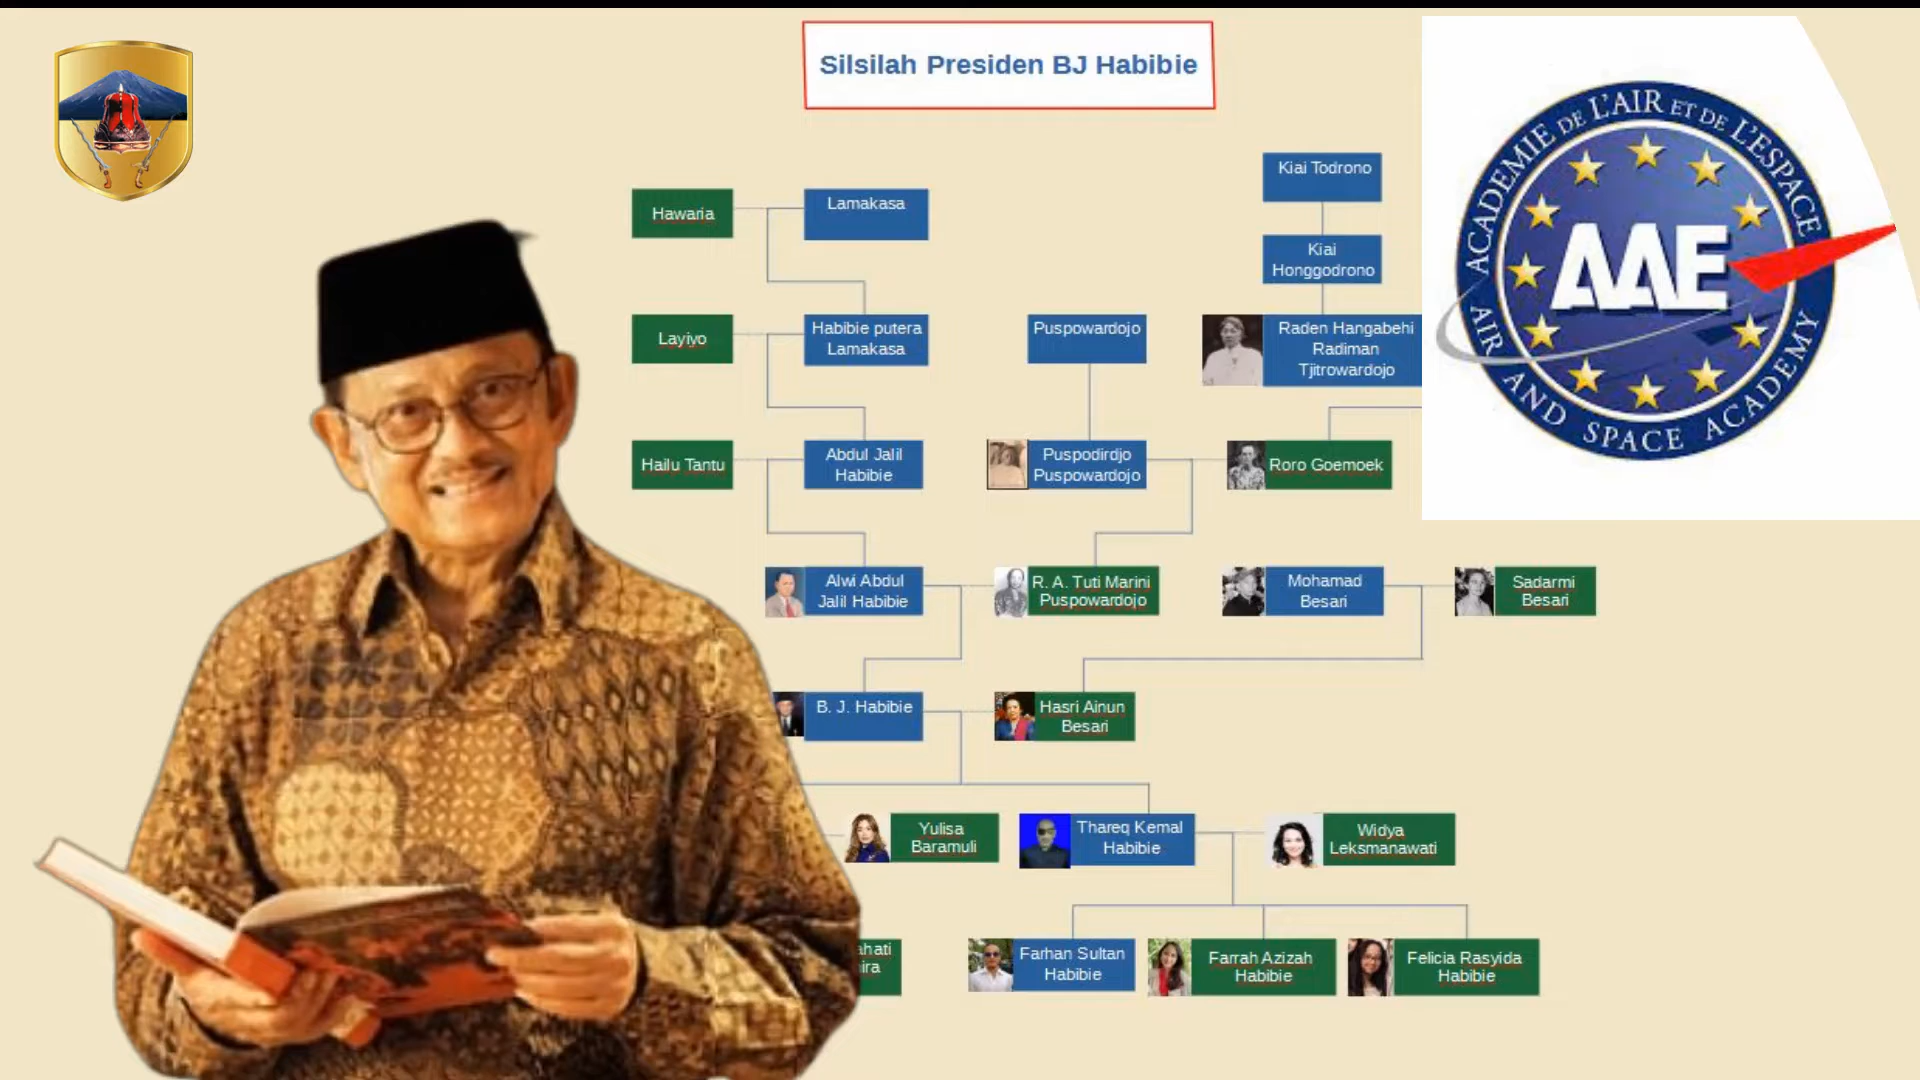 Silsilah Presiden BJ Habibie
ACADEMIE DE L'AIR ET DE L'ESPACE
AAE
AIR AND SPACE ACADEMY
Kiai Todrono
Hawaria
Lamakasa
Kiai
Honggodrono
Layiyo
Habibie putera
Lamakasa
Puspowardojo
Raden Hangabehi
Radiman
Tjitrowardojo
Hailu Tantu
Abdul Jalil
Habibie
Puspodirdjo
Puspowardojo
Roro Goemoek
Alwi Abdul
Jalil Habibie
R. A. Tuti Marini
Puspowardojo
Mohamad
Besari
Sadarmi
Besari
B. J. Habibie
Hasri Ainun
Besari
Yulisa
Baramuli
Thareq Kemal
Habibie
Widya
Leksmanawati
Farhan Sultan
Habibie
Farrah Azizah
Habibie
Felicia Rasyida
Habibie